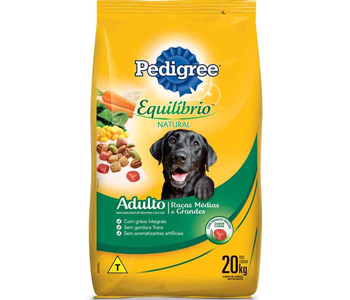 Pedigree
Equilíbrio
NATURAL
Adulto
Raças Médias
e Grandes
• Com grãos integrais
• Sem gordura Trans
• Sem aromatizantes artificiais
T
20kg